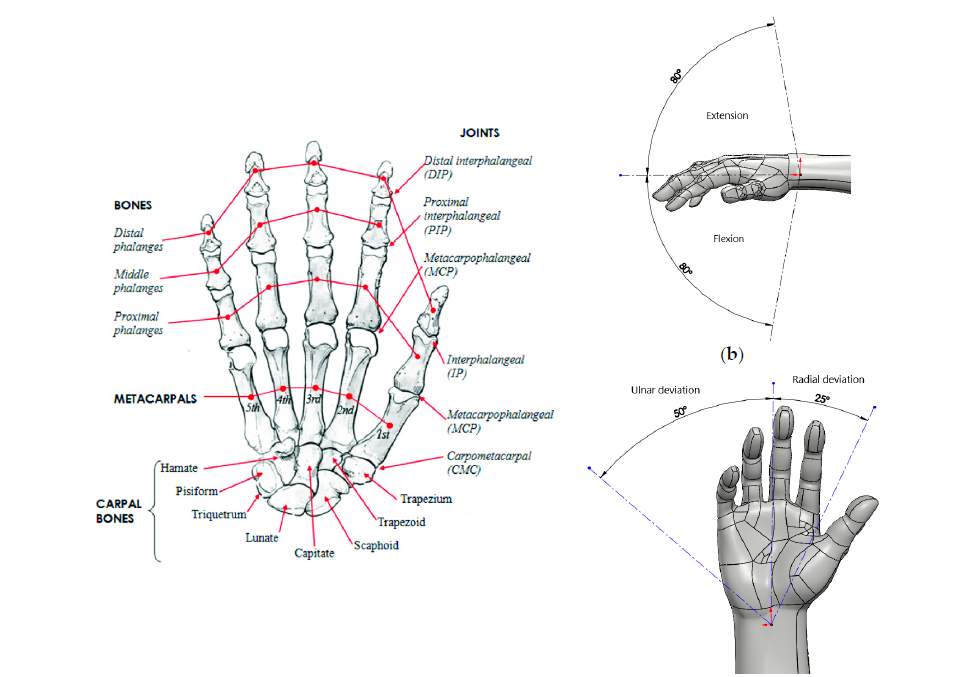 JOINTS
Distal interphalangeal
(DIP)
Proximal
interphalangeal
(PIP)
Metacarpophalangeal
(MCP)
Interphalangeal
(IP)
Metacarpophalangeal
(MCP)
Carpometacarpal
(CMC)
BONES
Distal
phalanges
Middle
phalanges
Proximal
phalanges
METACARPALS
5th
4th
3rd
2nd
1st
CARPAL
BONES
Hamate
Pisiform
Triquetrum
Lunate
Capitate
Scaphoid
Trapezoid
Trapezium
80°
Extension
Flexion
80°
(b)
Ulnar deviation
Radial deviation
50°
25°